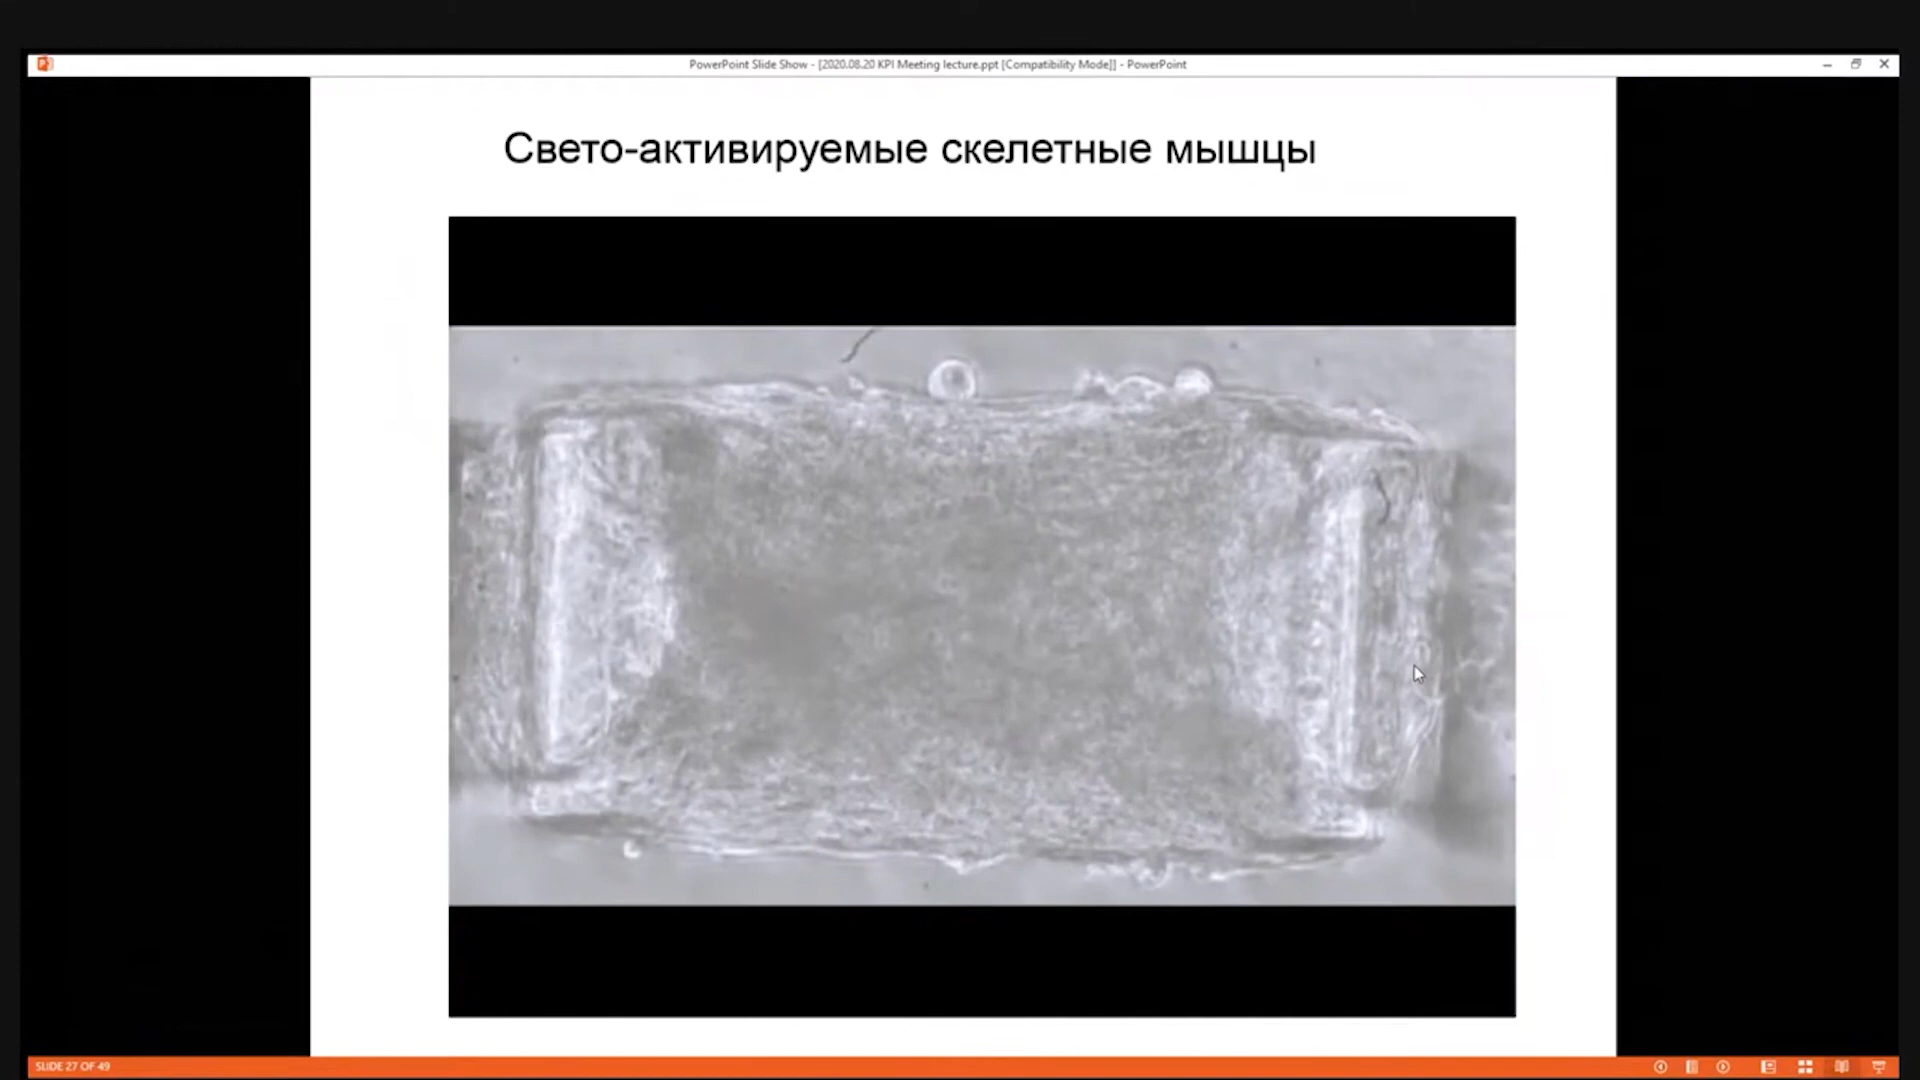 PowerPoint Slide Show - [2020.08.20 KPI Meeting lecture.ppt [Compatibility Mode]] - PowerPoint
Свето-активируемые скелетные мышцы
SLIDE 27 OF 49